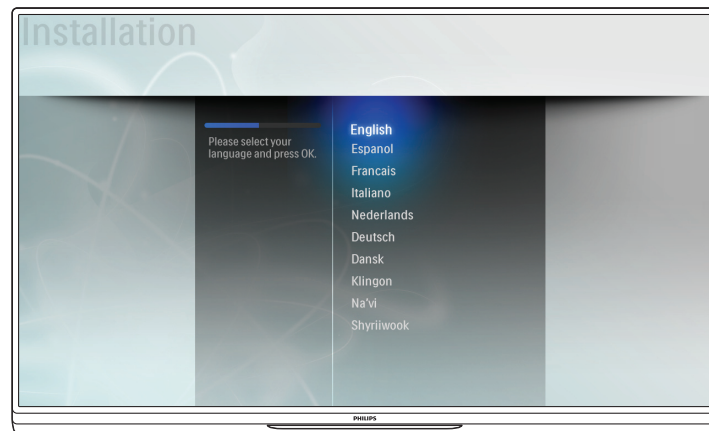 Installation
Please select your
language and press OK.
English
Espanol
Francais
Italiano
Nederlands
Deutsch
Dansk
Klingon
Na'vi
Shyriiwook
PHILIPS